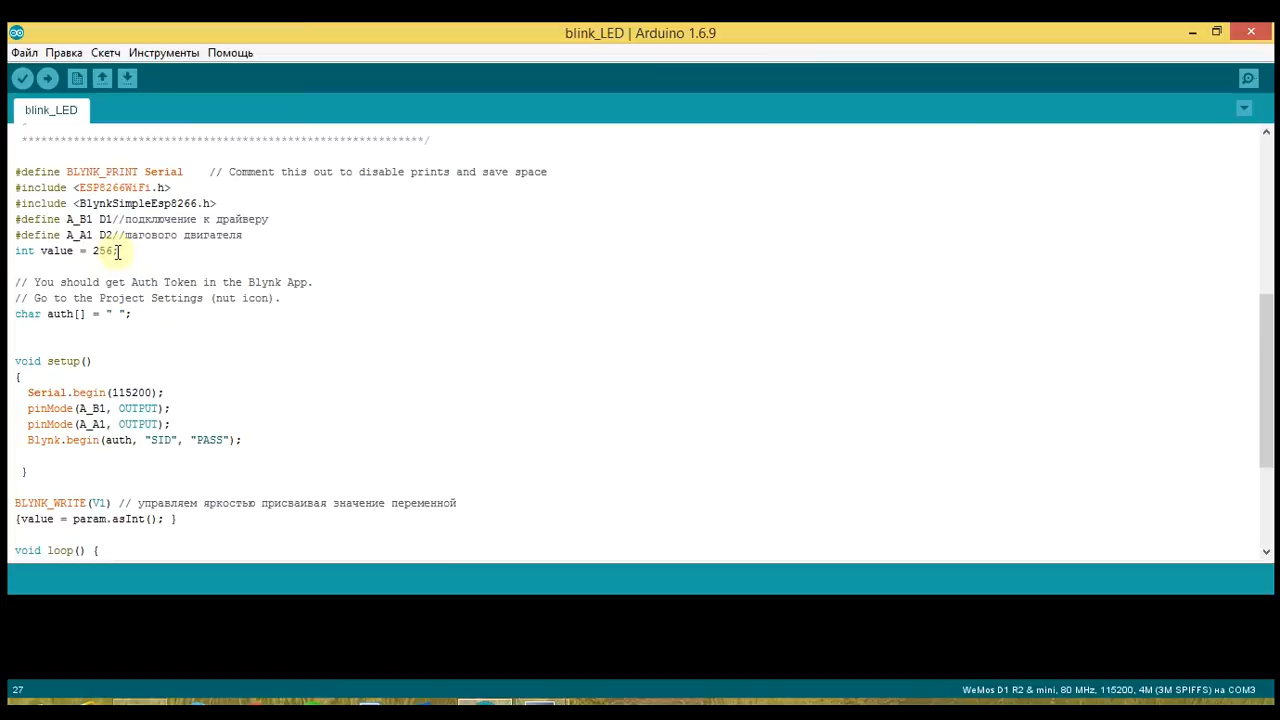 blink_LED | Arduino 1.6.9
Файл Правка Скетч Инструменты Помощь
blink_LED
****************************************************************/
#define BLYNK_PRINT Serial    // Comment this out to disable prints and save space
#include <ESP8266WiFi.h>
#include <BlynkSimpleEsp8266.h>
#define A_B1 D1//подключение к драйверу
#define A_A1 D2//шагового двигателя
int value = 256;
// You should get Auth Token in the Blynk App.
// Go to the Project Settings (nut icon).
char auth[] = " ";
void setup()
{
Serial.begin(115200);
pinMode(A_B1, OUTPUT);
pinMode(A_A1, OUTPUT);
Blynk.begin(auth, "SID", "PASS");
}
BLYNK_WRITE(V1) // управляем яркостью присваивая значение переменной
{value = param.asInt(); }
void loop() {
27
WeMos D1 R2 & mini, 80 MHz, 115200, 4M (3M SPIFFS) на COM3